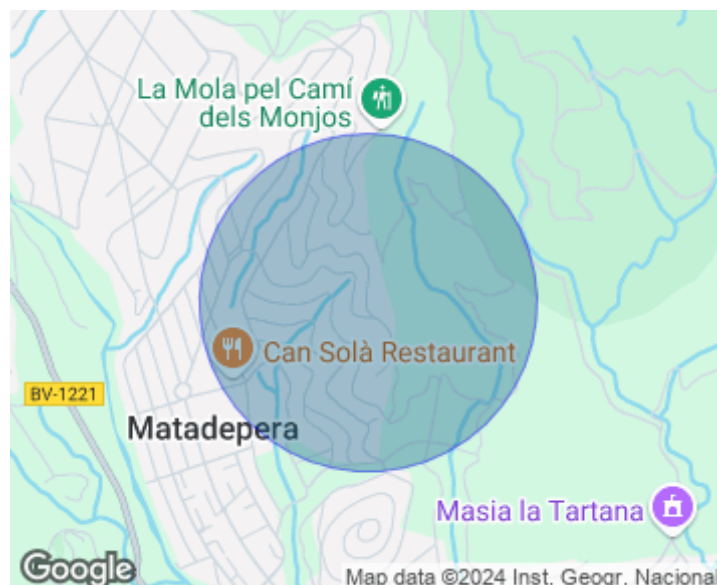 La Mola pel Camí
dels Monjos
Can Solà Restaurant
BV-1221
Matadepera
Masia la Tartana
Google
Map data ©2024 Inst. Geogr. Nacional